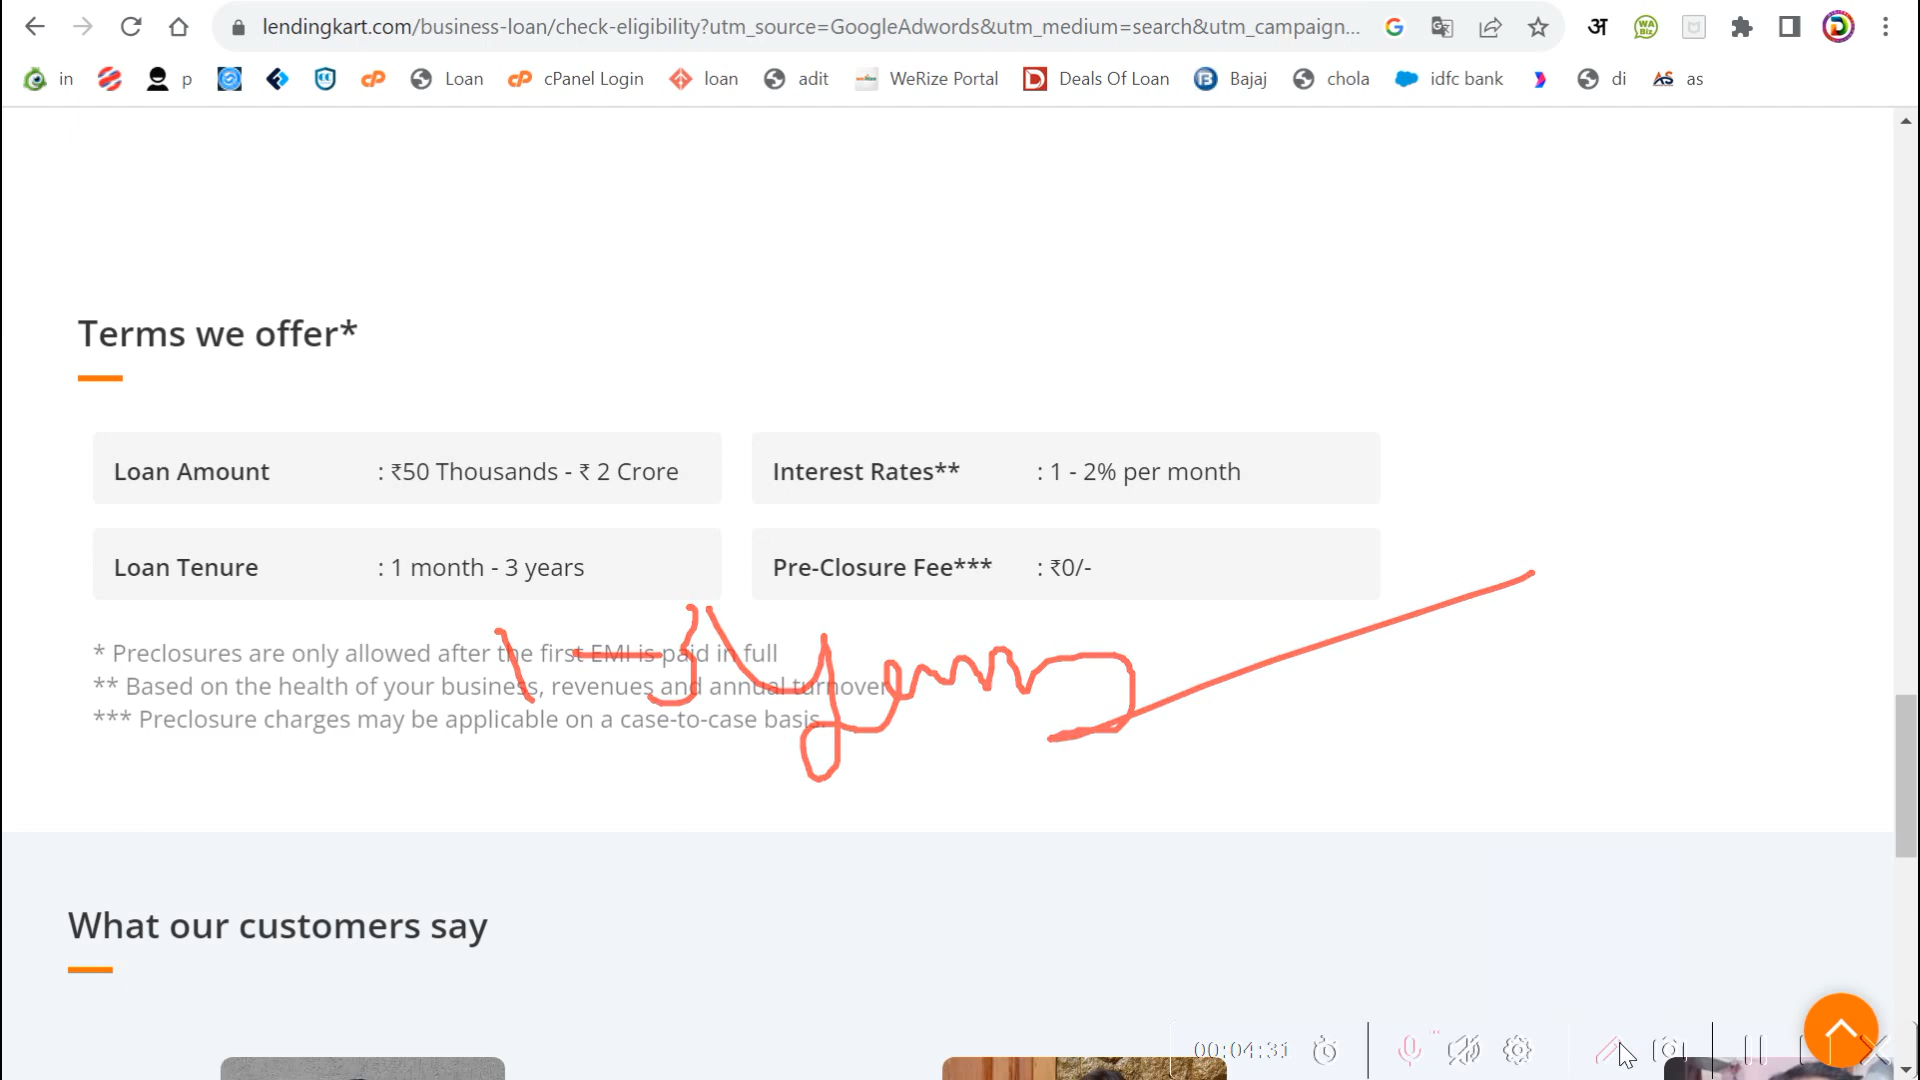 lendingkart.com/business-loan/check-eligibility?utm_source=GoogleAdwords&utm_medium=search&utm_campaign...
अ
in p Loan cPanel Login loan adit WeRize Portal Deals Of Loan Bajaj chola idfc bank di as
Terms we offer*
Loan Amount : ₹50 Thousands - ₹ 2 Crore
Interest Rates** : 1 - 2% per month
Loan Tenure : 1 month - 3 years
Pre-Closure Fee*** : ₹0/-
1-3 Years
* Preclosures are only allowed after the first EMI is paid in full
** Based on the health of your business, revenues and annual turnover
*** Preclosure charges may be applicable on a case-to-case basis.
What our customers say
00:04:31